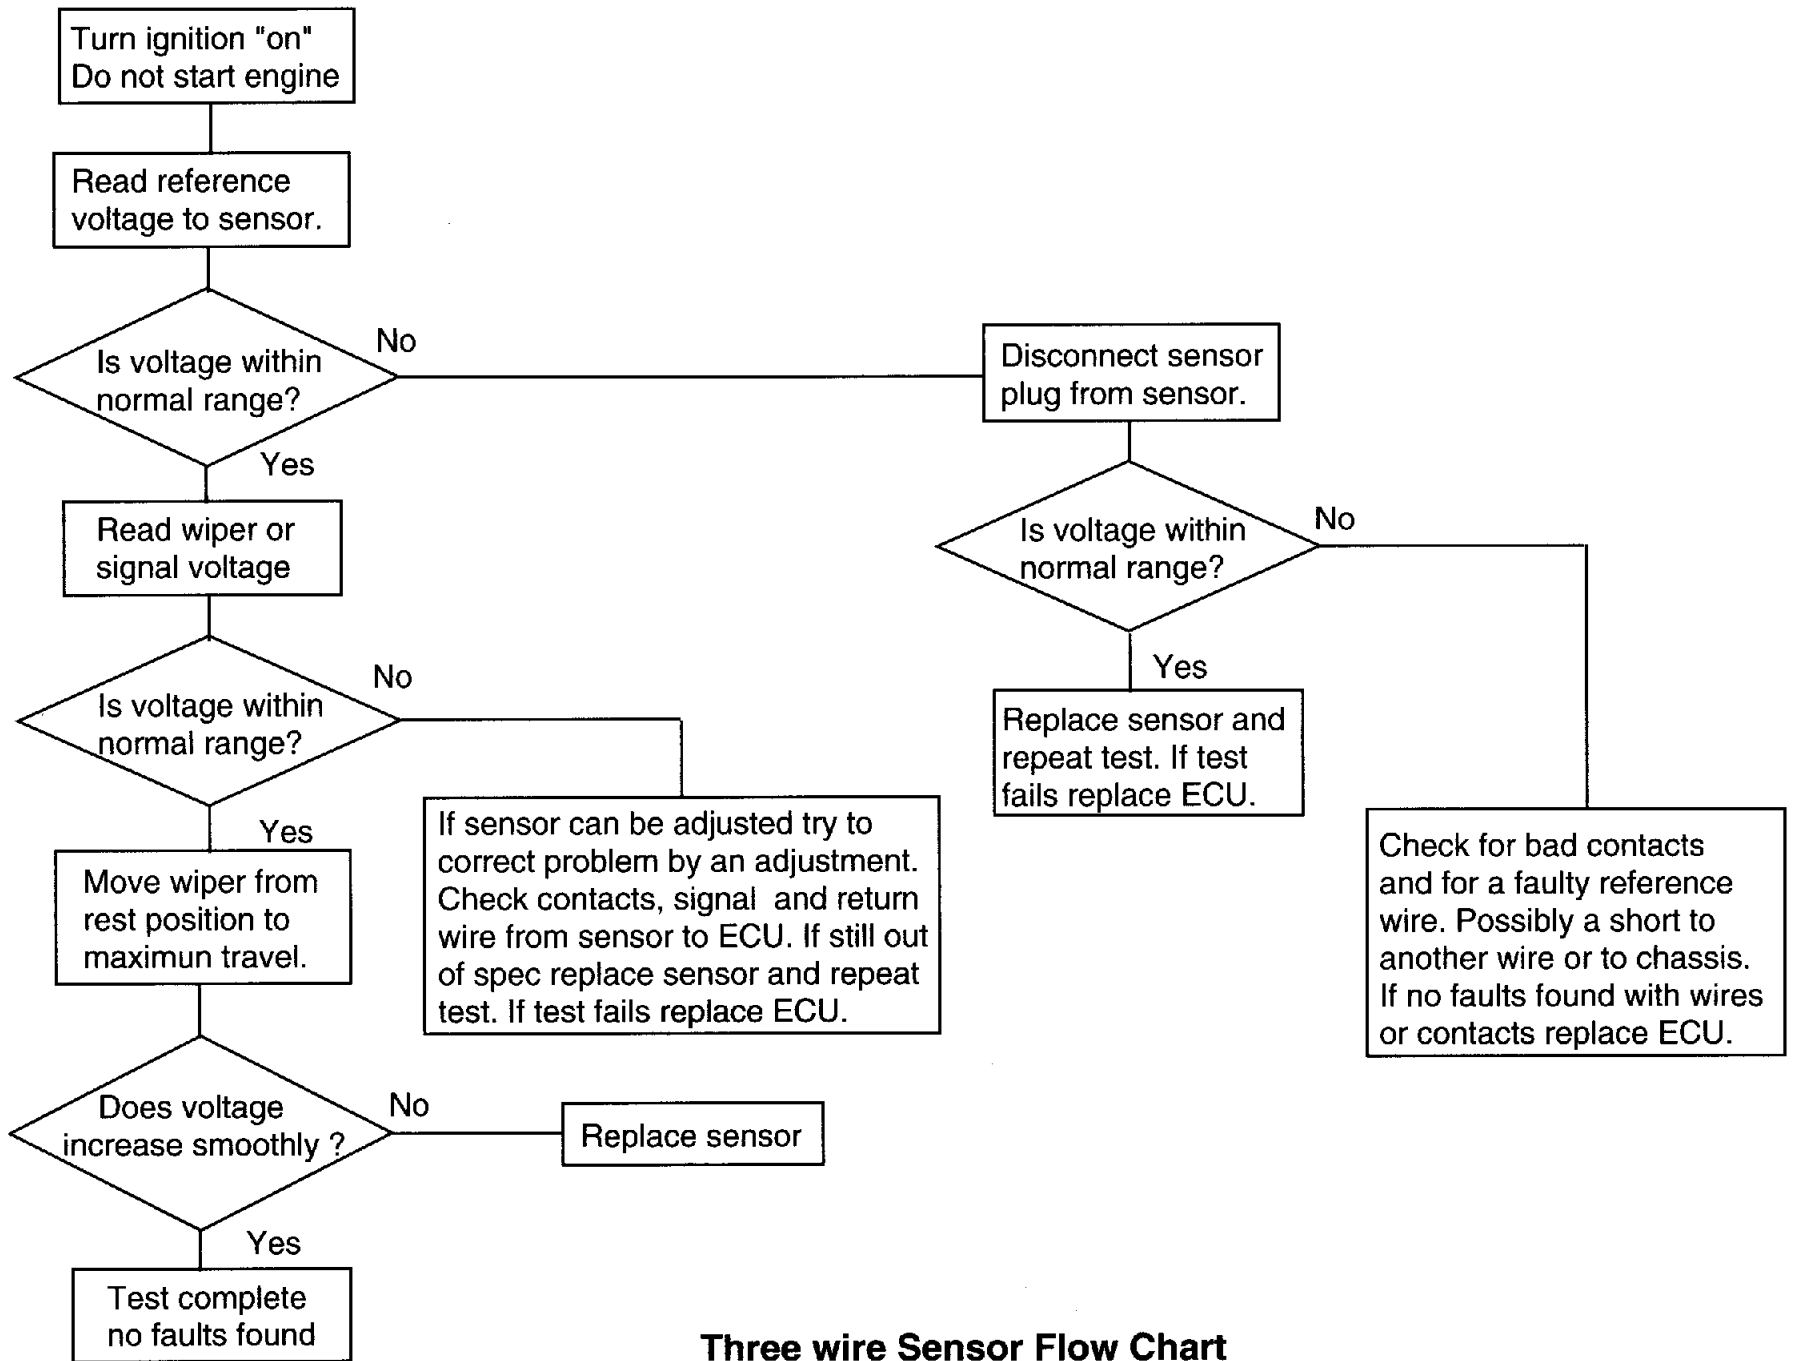 Turn ignition "on"
Do not start engine
Read reference
voltage to sensor.
Is voltage within
normal range?
No
Yes
Disconnect sensor
plug from sensor.
Is voltage within
normal range?
No
Yes
Replace sensor and
repeat test. If test
fails replace ECU.
Check for bad contacts
and for a faulty reference
wire. Possibly a short to
another wire or to chassis.
If no faults found with wires
or contacts replace ECU.
Read wiper or
signal voltage
Is voltage within
normal range?
No
Yes
If sensor can be adjusted try to
correct problem by an adjustment.
Check contacts, signal and return
wire from sensor to ECU. If still out
of spec replace sensor and repeat
test. If test fails replace ECU.
Move wiper from
rest position to
maximun travel.
Does voltage
increase smoothly ?
No
Replace sensor
Yes
Test complete
no faults found
Three wire Sensor Flow Chart